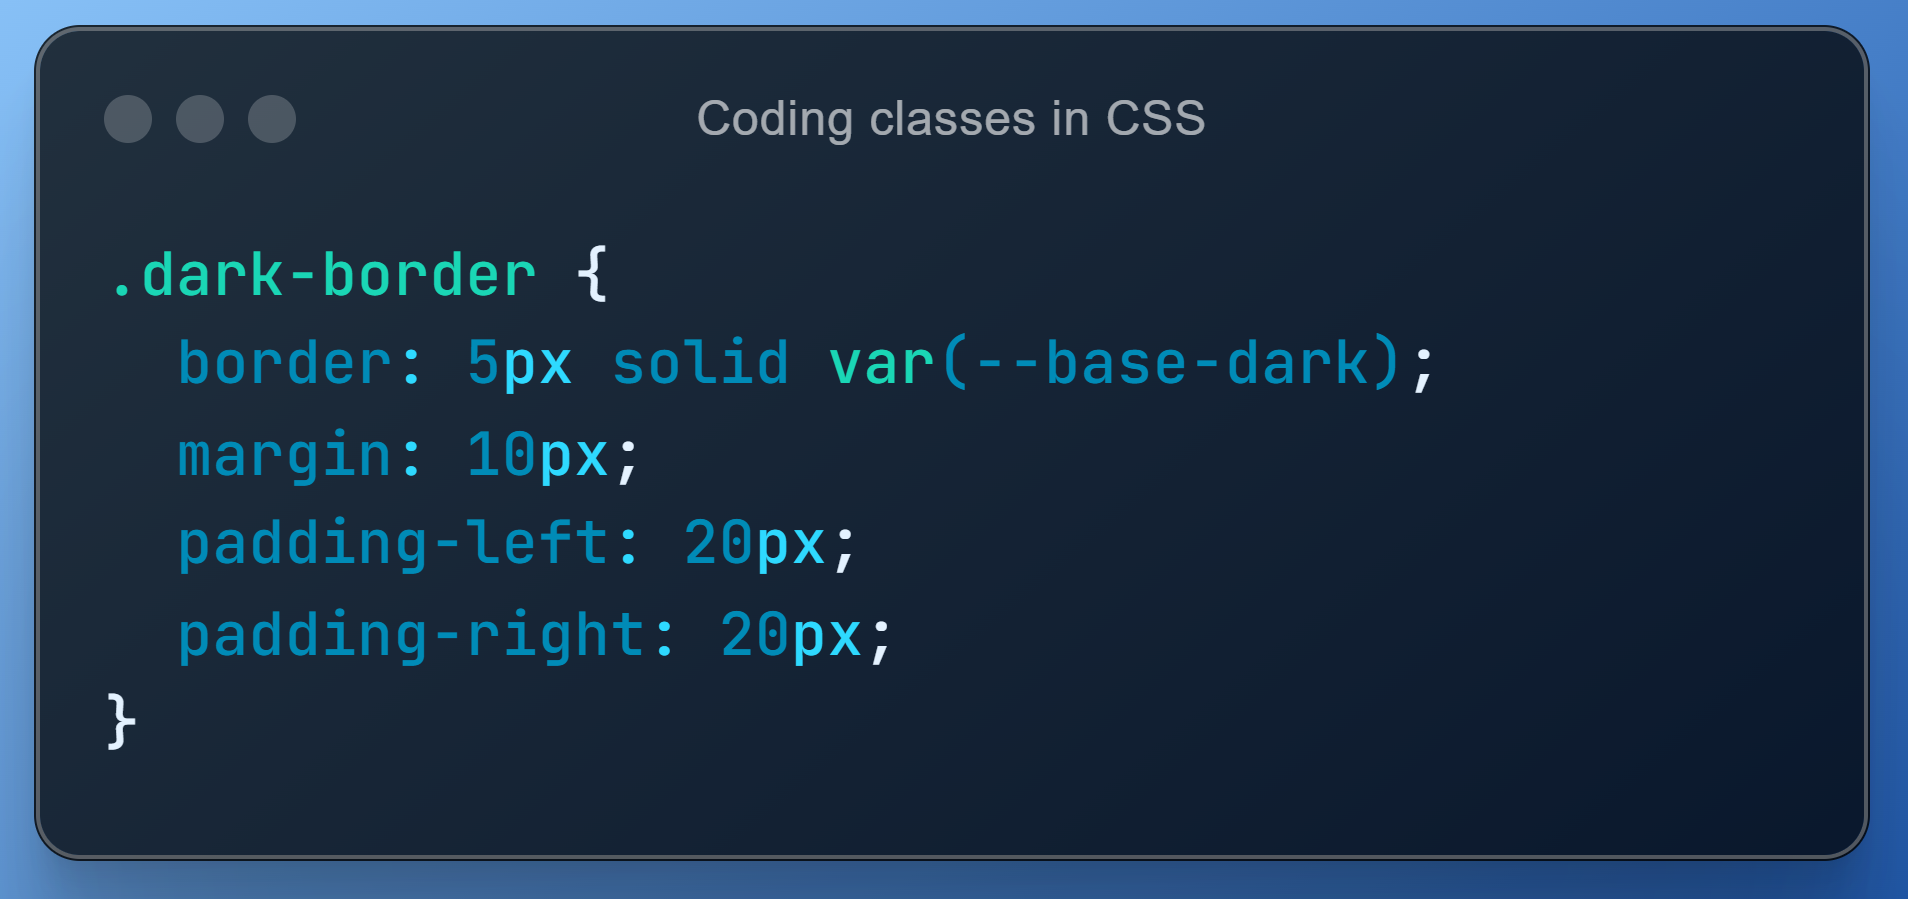 Coding classes in CSS
.dark-border {
  border: 5px solid var(--base-dark);
  margin: 10px;
  padding-left: 20px;
  padding-right: 20px;
}